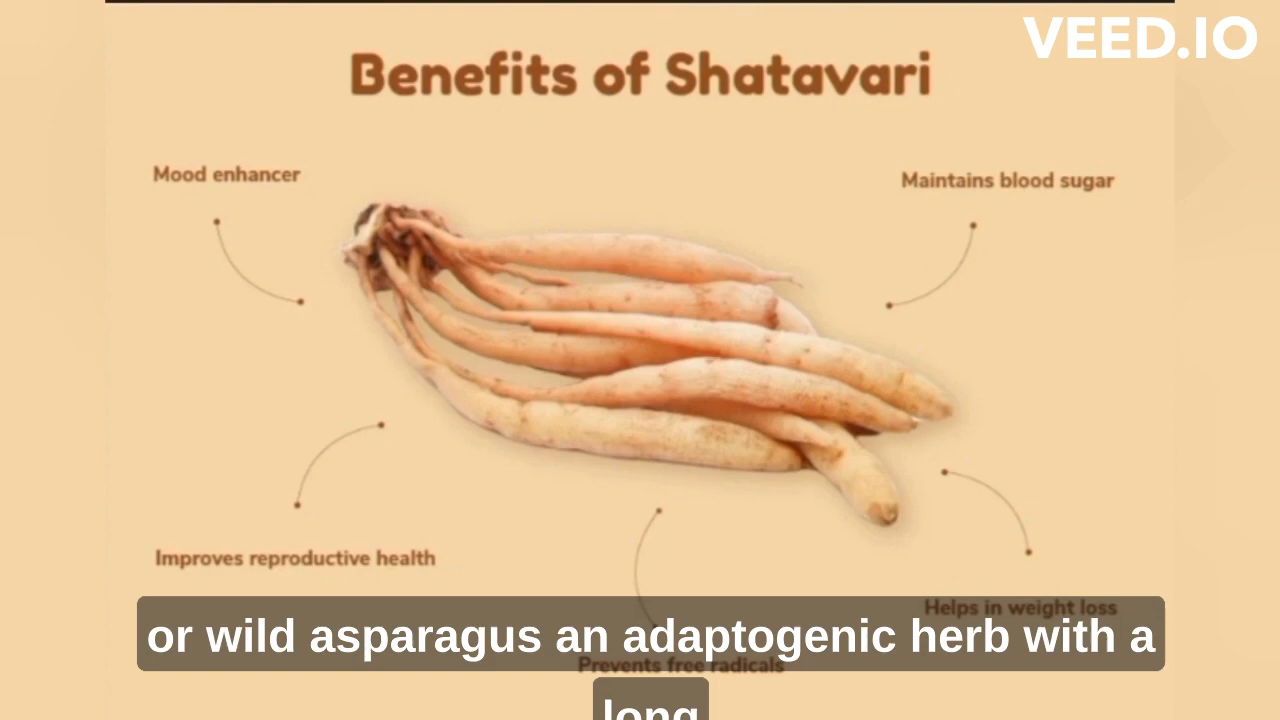 VEED.IO
Benefits of Shatavari
Mood enhancer
Maintains blood sugar
Improves reproductive health
Helps in weight loss
or wild asparagus an adaptogenic herb with a
Prevents free radicals
long